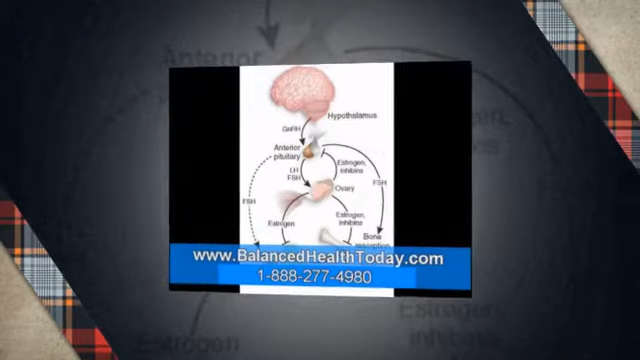 Anterior
Hypothalamus
GnRH
Anterior
pituitary
Estrogen,
inhibins
LH
FSH
FSH
Ovary
FSH
Estrogen
Estrogen,
inhibins
Bone
www.BalancedHealthToday.com
1-888-277-4980
Estrogen
Estrogen,
inhibins